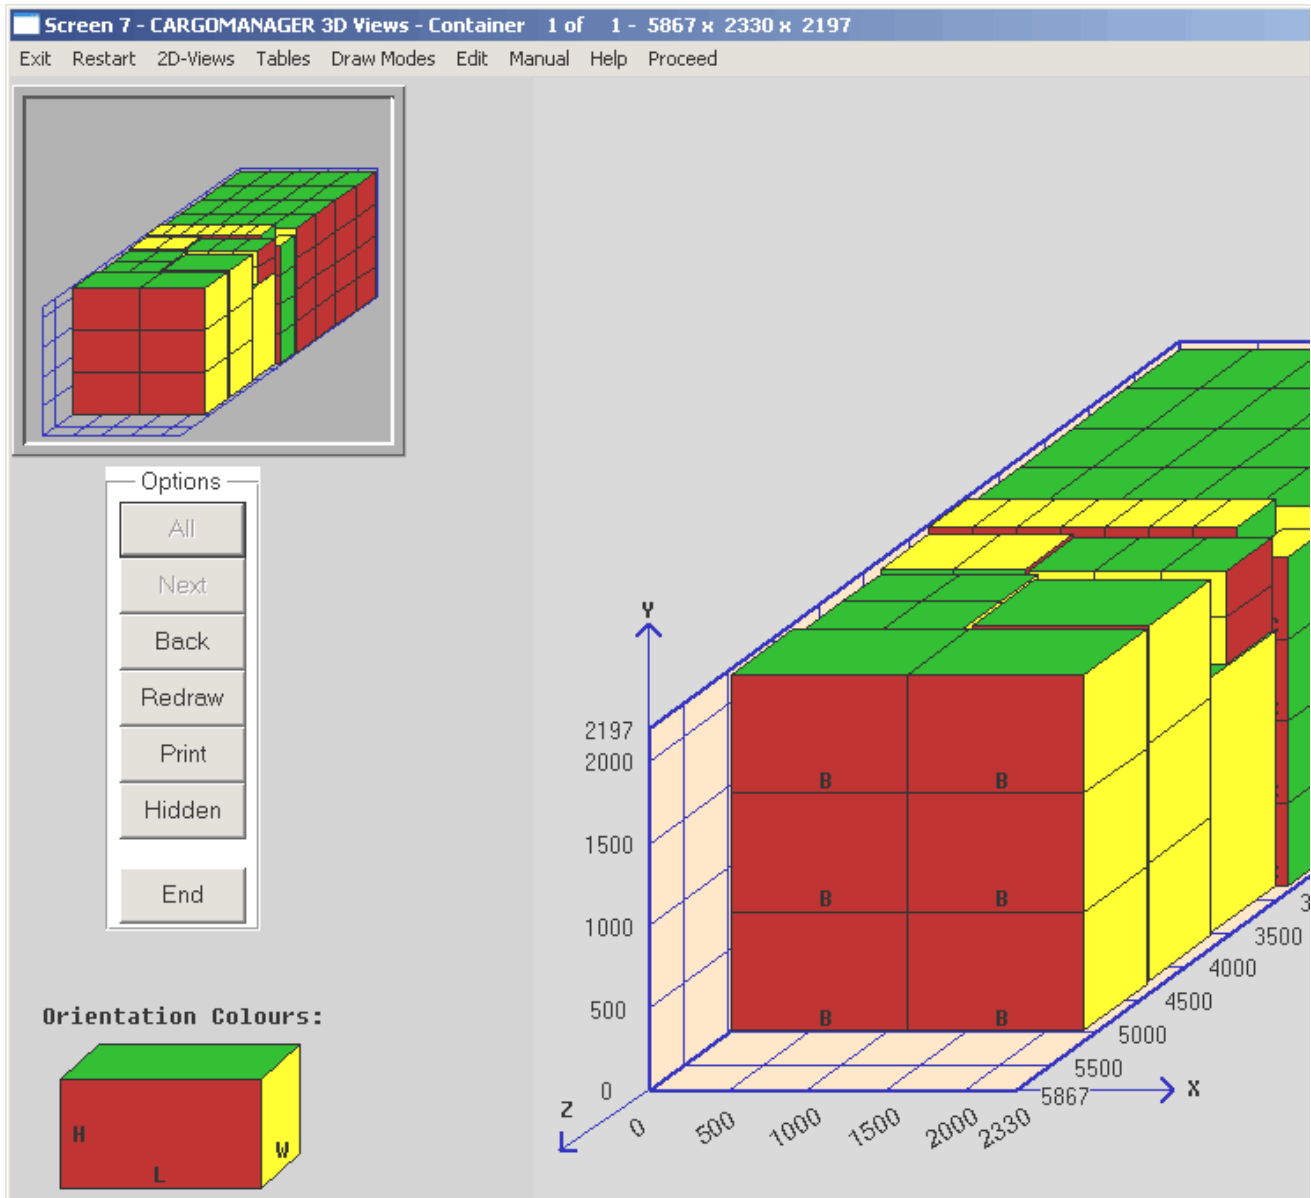 Screen 7 - CARGOMANAGER 3D Views - Container 1 of 1 - 5867 x 2330 x 2197
Exit Restart 2D-Views Tables Draw Modes Edit Manual Help Proceed
Options
All
Next
Back
Redraw
Print
Hidden
End
Orientation Colours:
H
L
W
Y
2197
2000
1500
1000
500
0
Z
0
500
1000
1500
2000
2330
X
5867
5500
5000
4500
4000
3500
3
B B
B B
B B